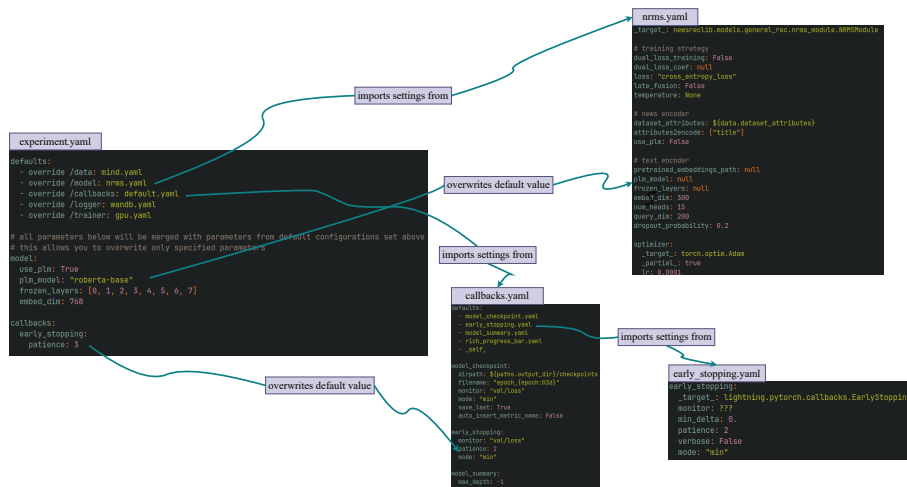 nrms.yaml
_target_: newsreclib.models.general_rec.nrms_module.NRMSModule
# training strategy
dual_loss_training: False
dual_loss_coef: null
loss: "cross_entropy_loss"
late_fusion: False
temperature: None
# news encoder
dataset_attributes: ${data.dataset_attributes}
attributes2encode: ["title"]
use_plm: False
# text encoder
pretrained_embeddings_path: null
plm_model: null
frozen_layers: null
embed_dim: 300
num_heads: 15
query_dim: 200
dropout_probability: 0.2
optimizer:
_target_: torch.optim.Adam
_partial_: true
lr: 0.0001
imports settings from
experiment.yaml
defaults:
- override /data: mind.yaml
- override /model: nrms.yaml
- override /callbacks: default.yaml
- override /logger: wandb.yaml
- override /trainer: gpu.yaml
# all parameters below will be merged with parameters from default configurations set above
# this allows you to overwrite only specified parameters
model:
use_plm: True
plm_model: "roberta-base"
frozen_layers: [0, 1, 2, 3, 4, 5, 6, 7]
embed_dim: 768
callbacks:
early_stopping:
patience: 3
overwrites default value
imports settings from
callbacks.yaml
defaults:
- model_checkpoint.yaml
- early_stopping.yaml
- model_summary.yaml
- rich_progress_bar.yaml
- _self_
model_checkpoint:
dirpath: ${paths.output_dir}/checkpoints
filename: "epoch_{epoch:03d}"
monitor: "val/loss"
mode: "min"
save_last: True
auto_insert_metric_name: False
early_stopping:
monitor: "val/loss"
patience: 2
mode: "min"
model_summary:
max_depth: -1
overwrites default value
imports settings from
early_stopping.yaml
early_stopping:
_target_: lightning.pytorch.callbacks.EarlyStoppin
monitor: ???
min_delta: 0.
patience: 2
verbose: False
mode: "min"